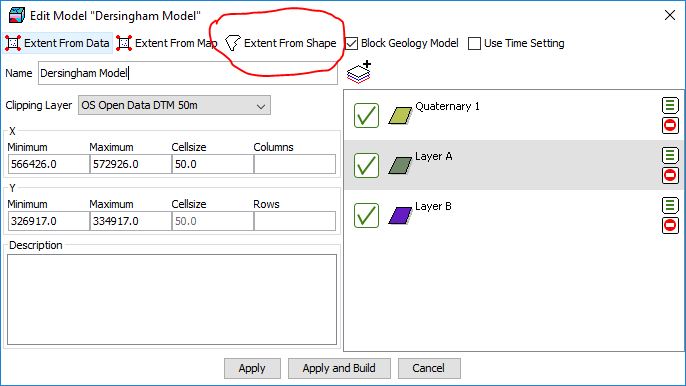 Edit Model "Dersingham Model"
Extent From Data Extent From Map Extent From Shape Block Geology Model Use Time Setting
Name Dersingham Model
Clipping Layer OS Open Data DTM 50m
X
Minimum Maximum Cellsize Columns
566426.0 572926.0 50.0
Y
Minimum Maximum Cellsize Rows
326917.0 334917.0 50.0
Description
Quaternary 1
Layer A
Layer B
Apply Apply and Build Cancel